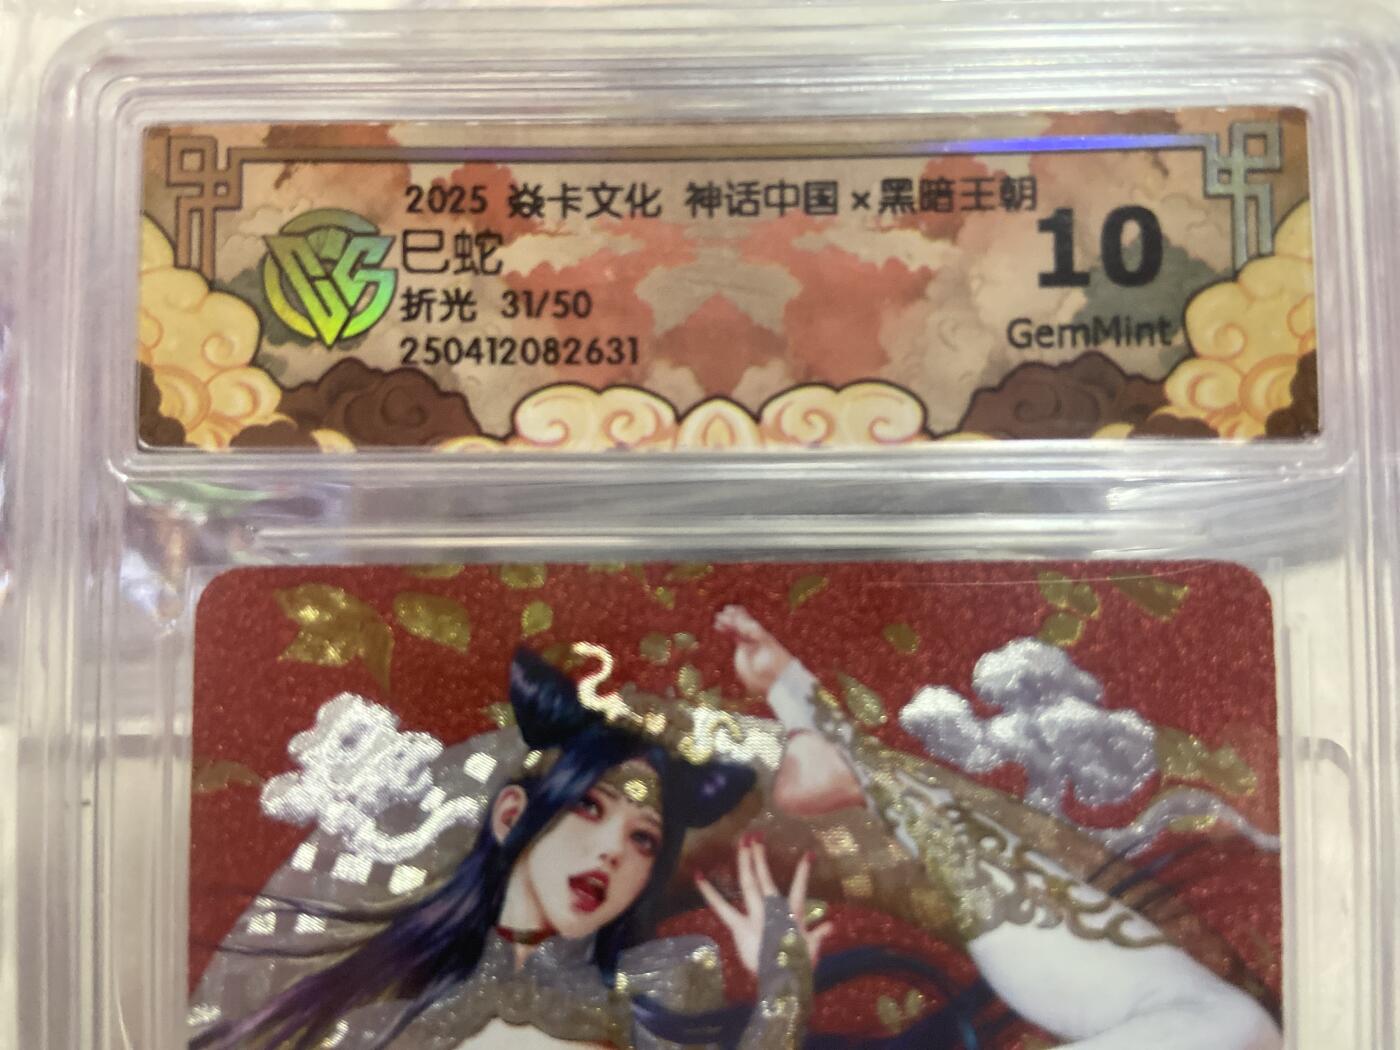 2025 焱卡文化 神话中国×黑暗王朝
巳蛇
折光 31/50
250412082631
10
GemMint